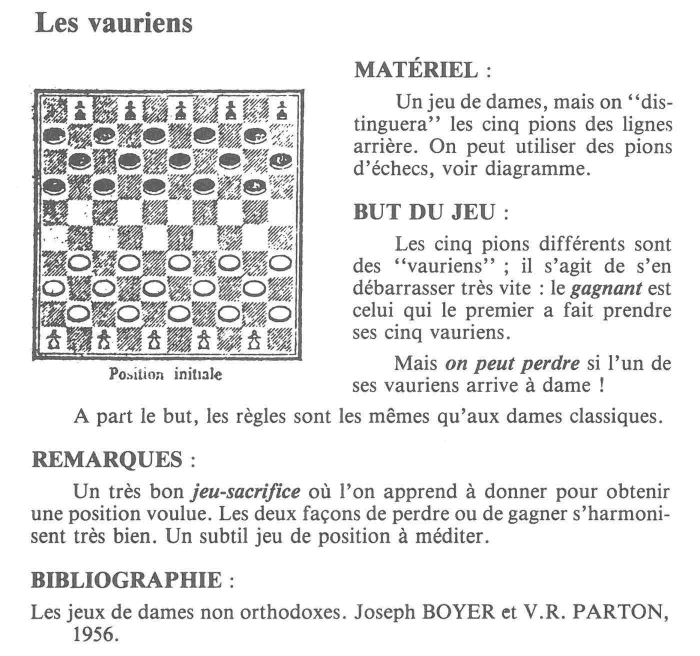 Les vauriens
MATÉRIEL :
Un jeu de dames, mais on ‘‘dis-
tinguera’’ les cinq pions des lignes
arrière. On peut utiliser des pions
d’échecs, voir diagramme.
BUT DU JEU :
Les cinq pions différents sont
des ‘‘vauriens’’ ; il s’agit de s’en
débarrasser très vite : le gagnant est
celui qui le premier a fait prendre
ses cinq vauriens.
Mais on peut perdre si l’un de
ses vauriens arrive à dame !
Position initiale
A part le but, les règles sont les mêmes qu’aux dames classiques.
REMARQUES :
Un très bon jeu-sacrifice où l’on apprend à donner pour obtenir
une position voulue. Les deux façons de perdre ou de gagner s’harmoni-
sent très bien. Un subtil jeu de position à méditer.
BIBLIOGRAPHIE :
Les jeux de dames non orthodoxes. Joseph BOYER et V.R. PARTON,
1956.